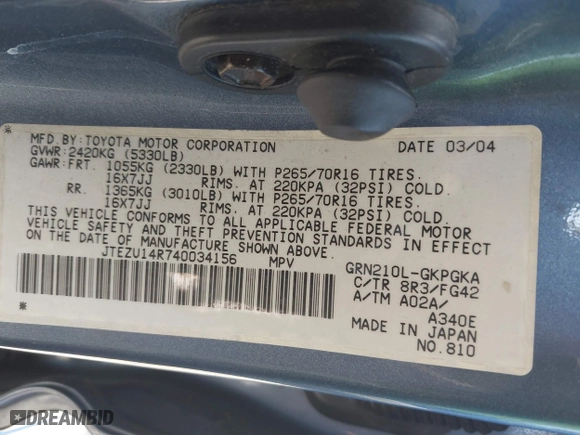 MFD.BY:TOYOTA MOTOR CORPORATION DATE 03/04
GVWR:2420KG (5330LB)
GAWR:FRT. 1055KG (2330LB) WITH P265/70R16 TIRES.
16X7JJ RIMS. AT 220KPA (32PSI) COLD.
RR. 1365KG (3010LB) WITH P265/70R16 TIRES.
16X7JJ RIMS. AT 220KPA (32PSI) COLD.
THIS VEHICLE CONFORMS TO ALL APPLICABLE FEDERAL MOTOR
VEHICLE SAFETY AND THEFT PREVENTION STANDARDS IN EFFECT
ON THE DATE OF MANUFACTURE SHOWN ABOVE.
*JTEZU14R740034156* MPV GRN210L-GKPGKA
C/TR 8R3/FG42
A/TM A02A/
A340E
MADE IN JAPAN
NO.810
DREAMBID